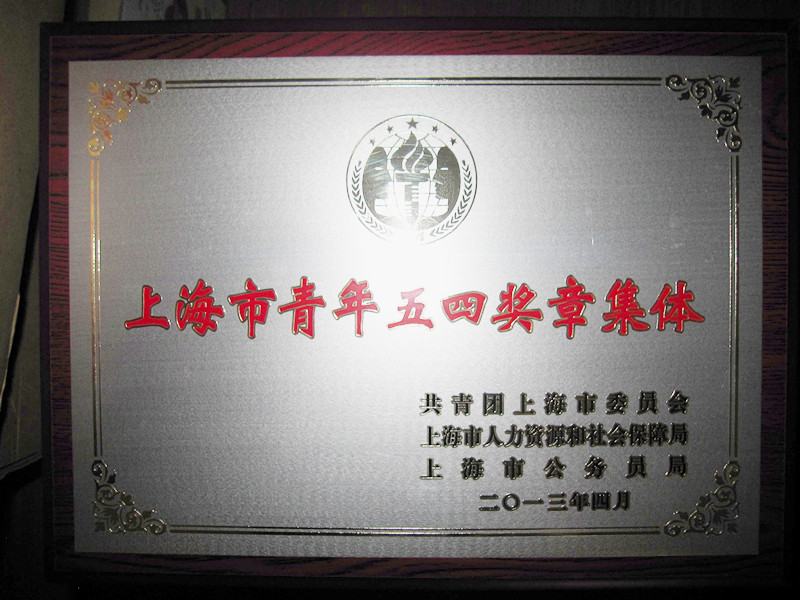 上海市青年五四奖章集体
共青团上海市委员会
上海市人力资源和社会保障局
上海市公务员局
二〇一三年四月